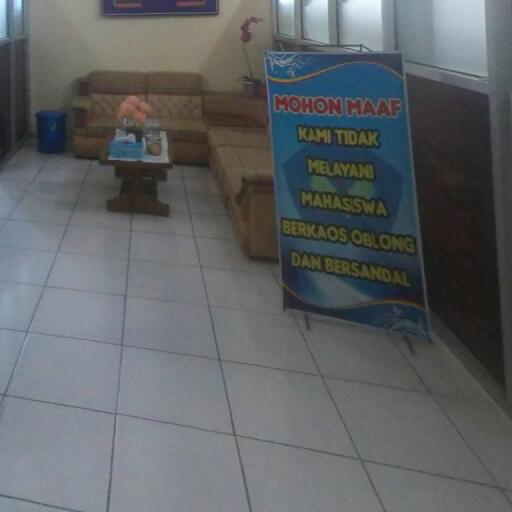 MOHON MAAF
KAMI TIDAK
MELAYANI
MAHASISWA
BERKAOS OBLONG
DAN BERSANDAL